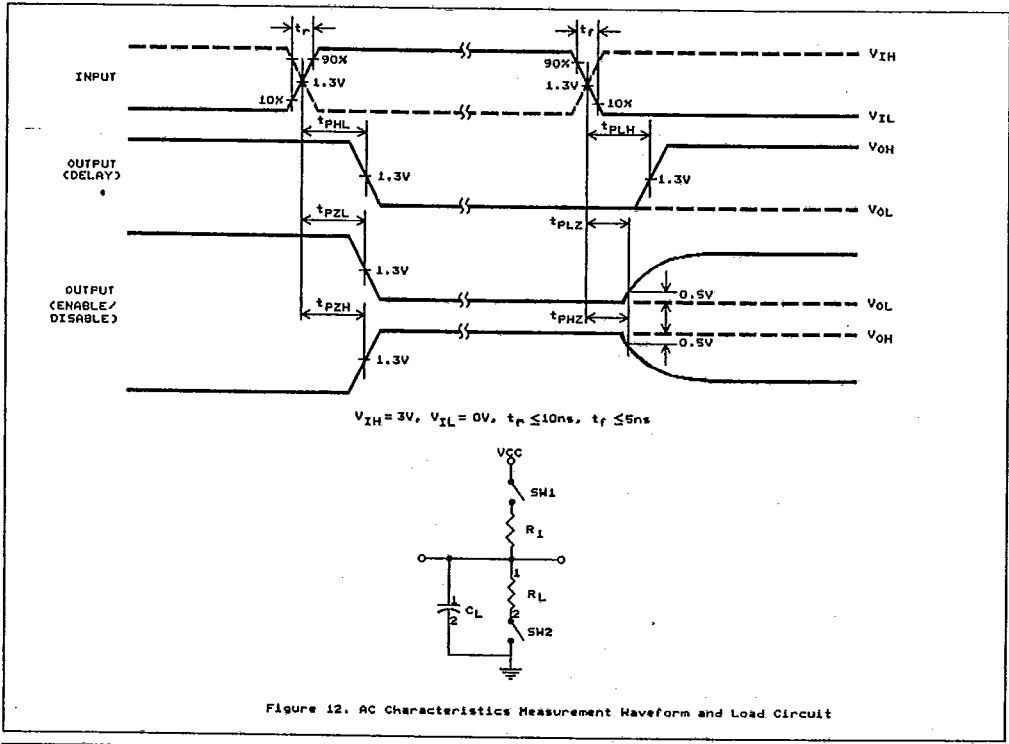 tr
tf
90%
90%
VIH
INPUT
1.3V
1.3V
10%
10%
VIL
tPHL
tPLH
VOH
OUTPUT
(DELAY)
1.3V
1.3V
VOL
tPZL
tPLZ
1.3V
OUTPUT
(ENABLE/
DISABLE)
0.5V
VOL
tPZH
tPHZ
VOH
0.5V
1.3V
VIH = 3V, VIL = 0V, tr ≤10ns, tf ≤5ns
VCC
SW1
R1
1
RL
1
CL
2
2
SW2
Figure 12. AC Characteristics Measurement Waveform and Load Circuit